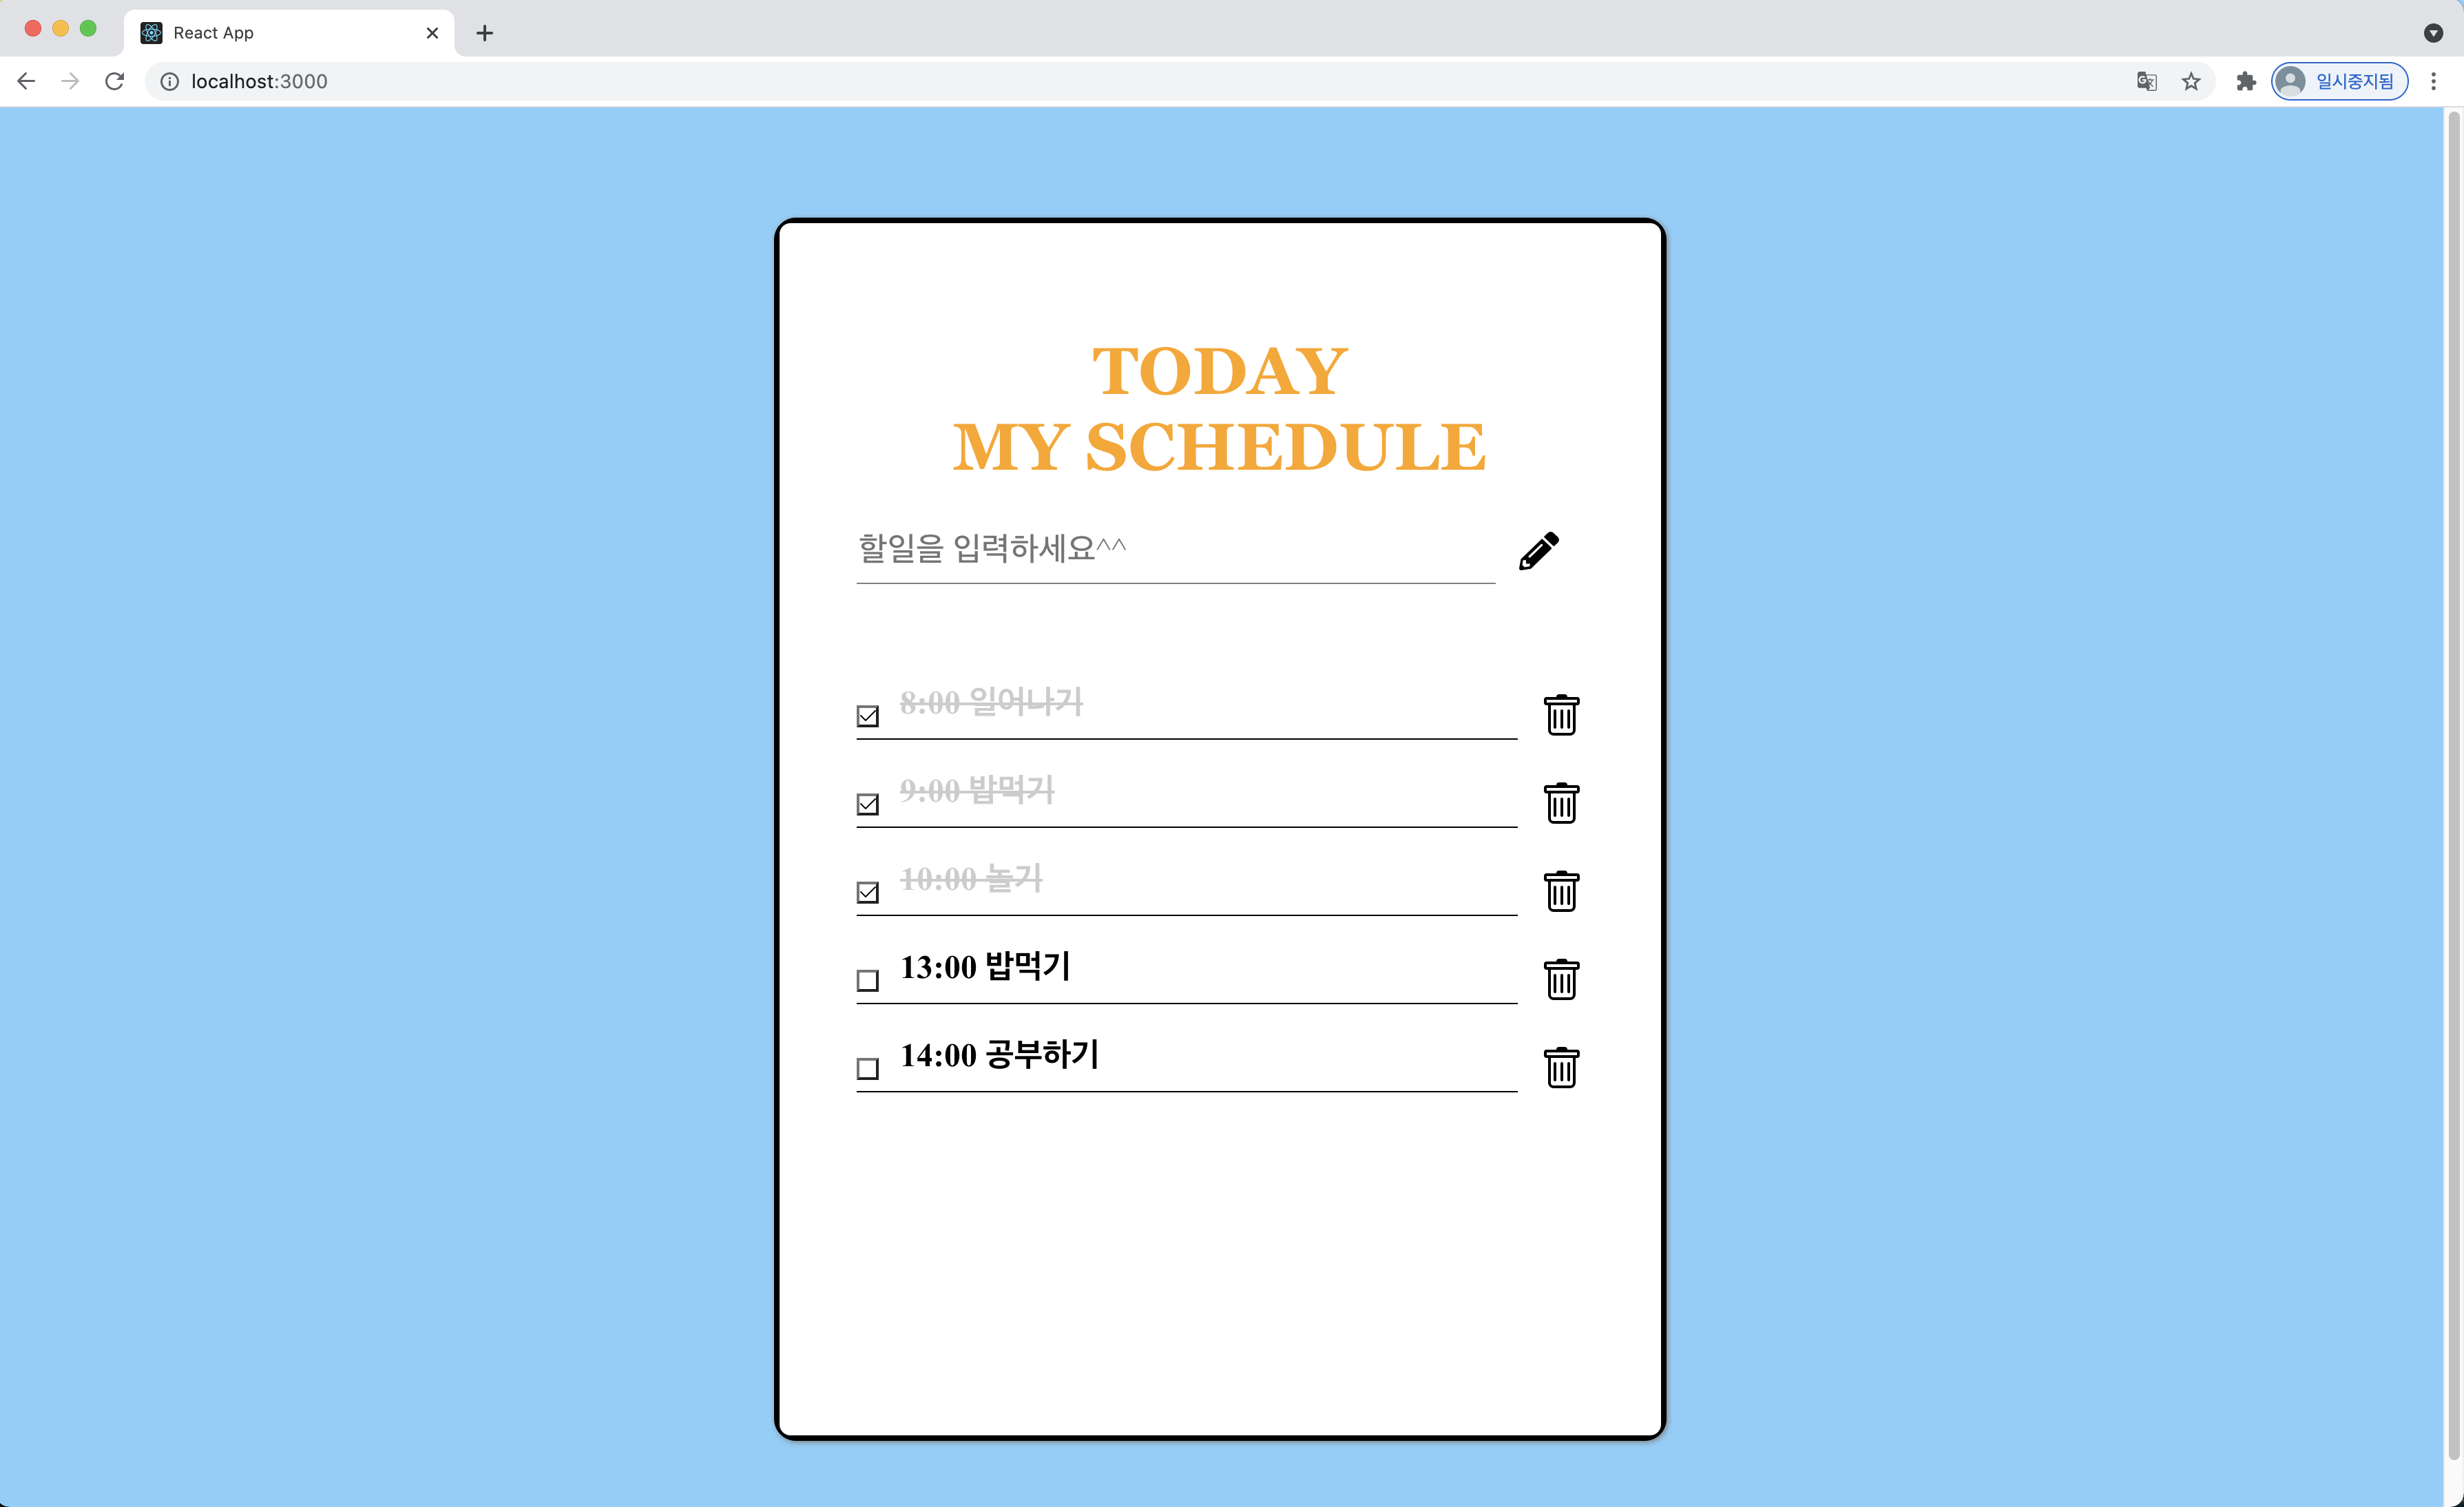 React App
localhost:3000
일시중지됨
TODAY
MY SCHEDULE
할일을 입력하세요^^
8:00 일어나기
9:00 밥먹기
10:00 놀기
13:00 밥먹기
14:00 공부하기